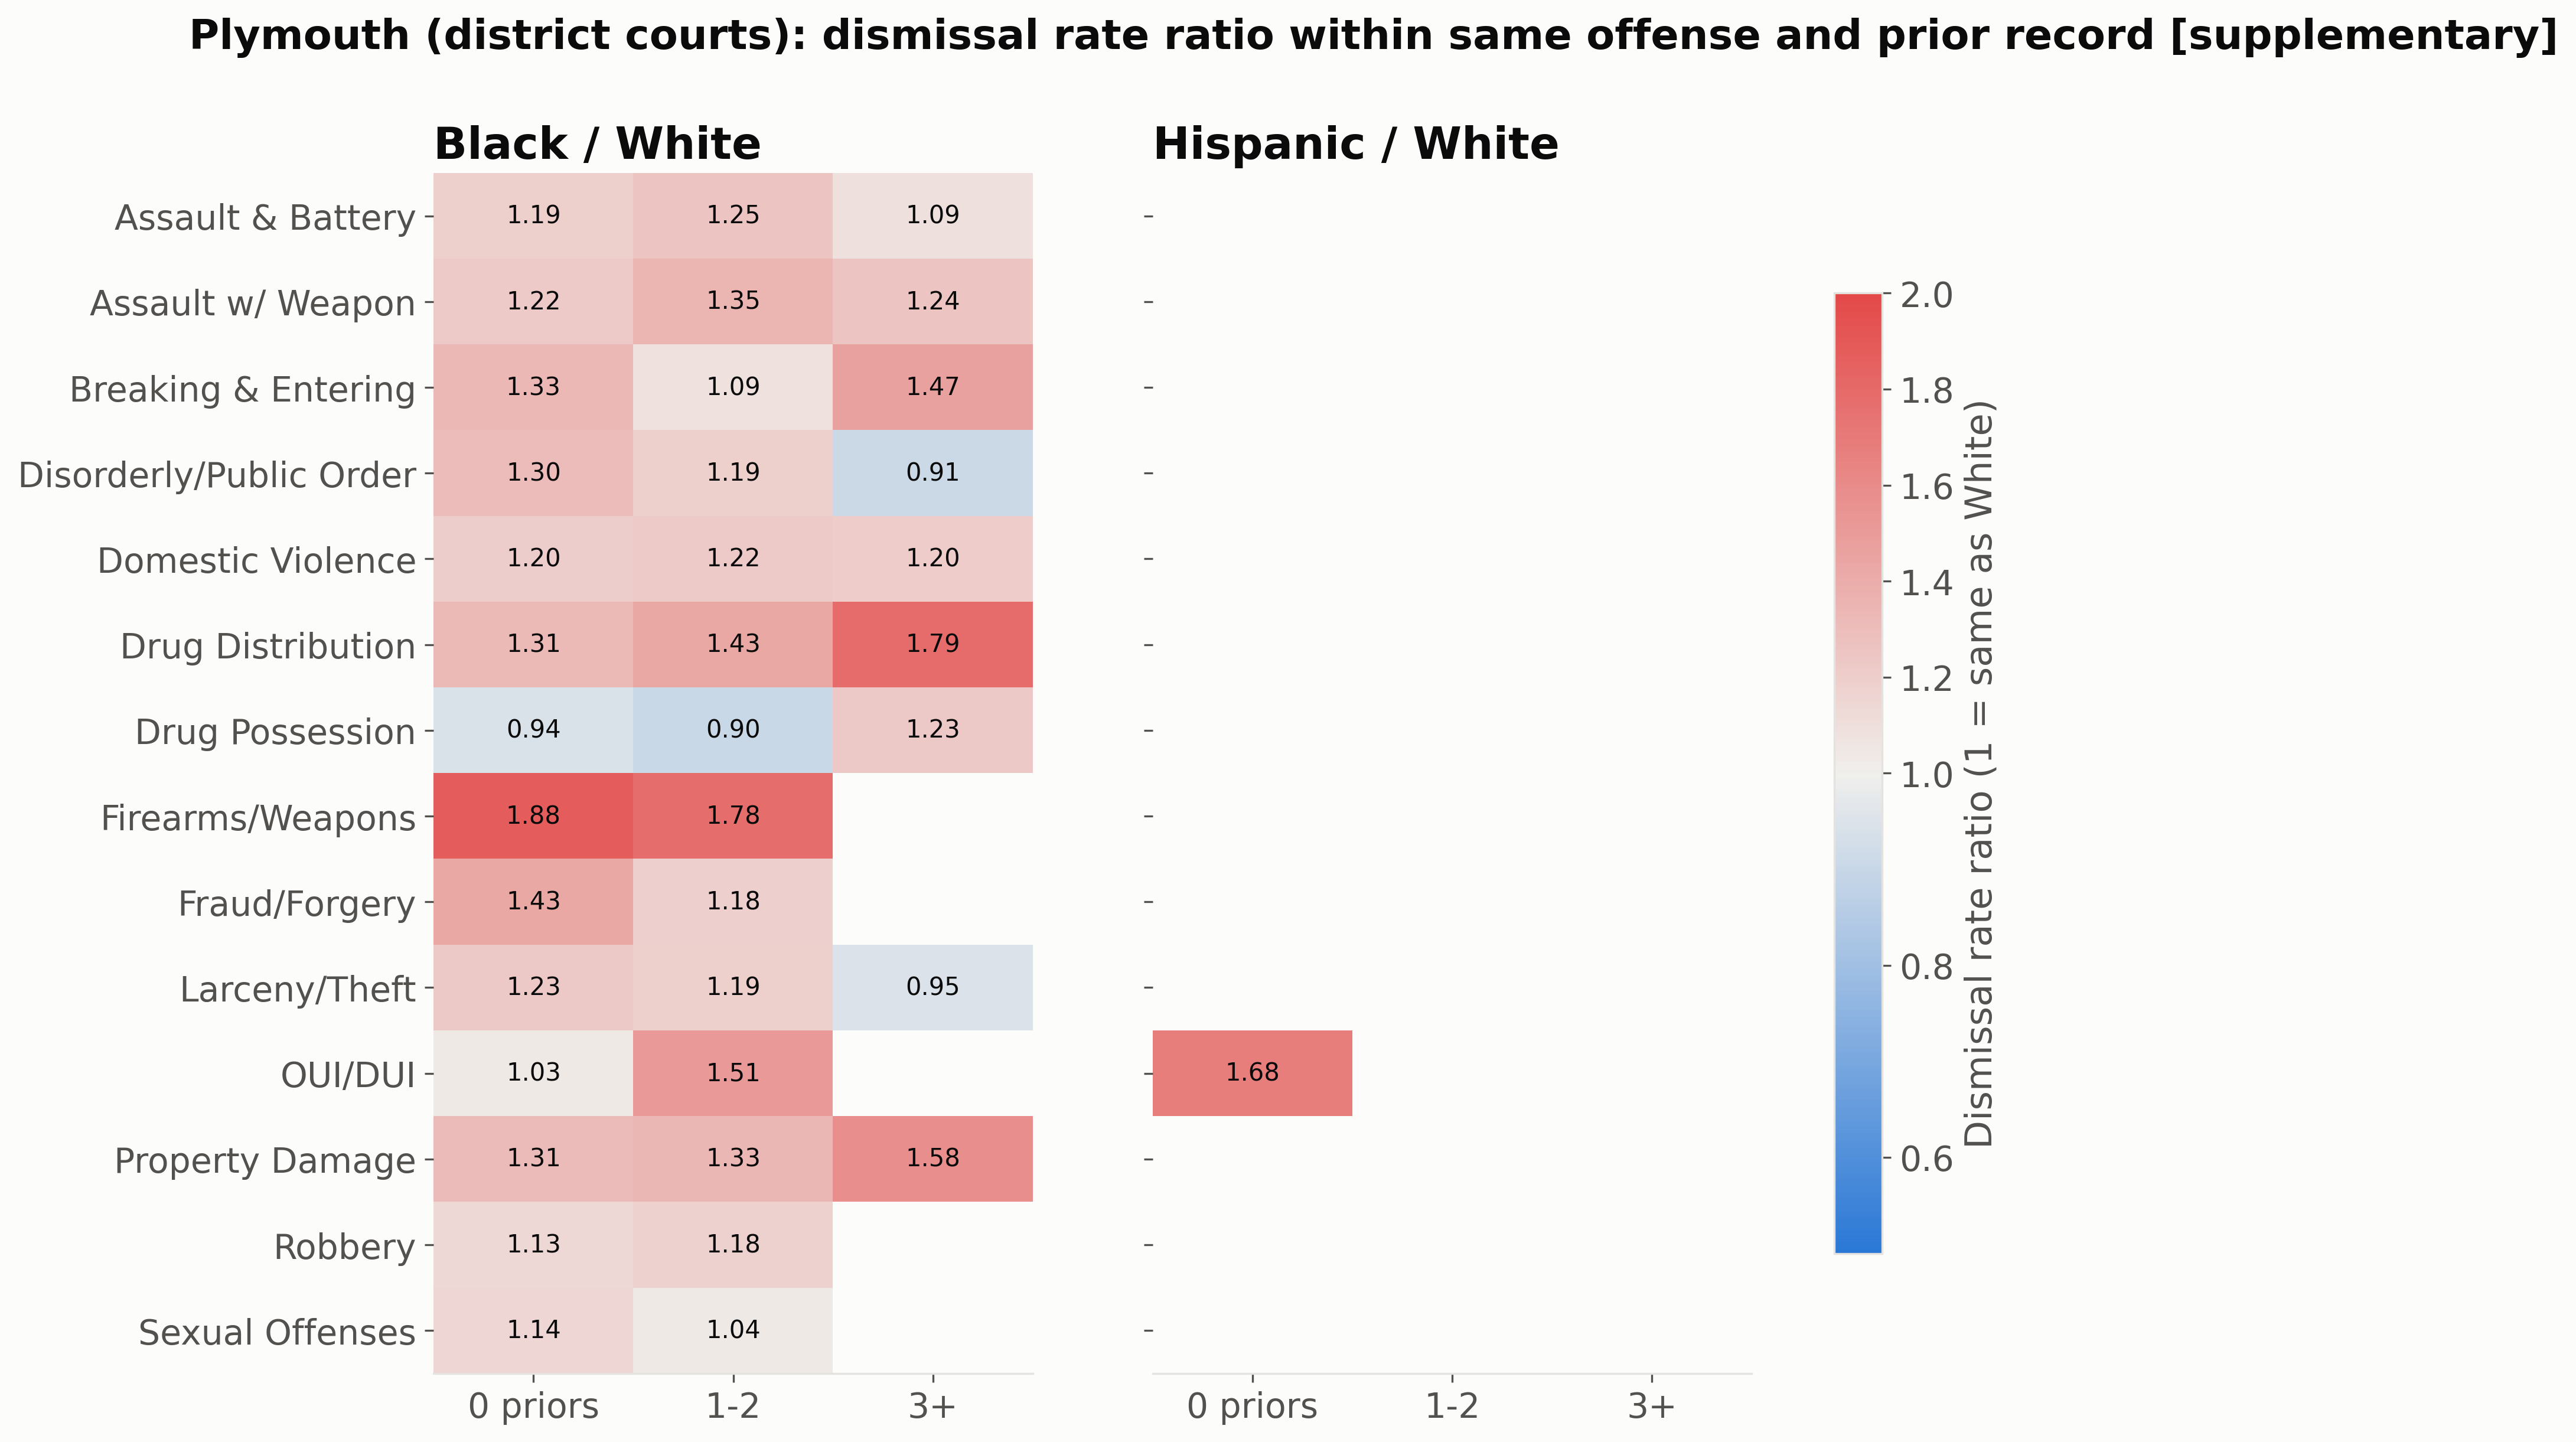 Plymouth (district courts): dismissal rate ratio within same offense and prior record [supplementary]
Black / White
Hispanic / White
Assault & Battery 1.19 1.25 1.09
Assault w/ Weapon 1.22 1.35 1.24
Breaking & Entering 1.33 1.09 1.47
Disorderly/Public Order 1.30 1.19 0.91
Domestic Violence 1.20 1.22 1.20
Drug Distribution 1.31 1.43 1.79
Drug Possession 0.94 0.90 1.23
Firearms/Weapons 1.88 1.78
Fraud/Forgery 1.43 1.18
Larceny/Theft 1.23 1.19 0.95
OUI/DUI 1.03 1.51 1.68
Property Damage 1.31 1.33 1.58
Robbery 1.13 1.18
Sexual Offenses 1.14 1.04
0 priors 1-2 3+
0 priors 1-2 3+
2.0
1.8
1.6
1.4
1.2
1.0
0.8
0.6
Dismissal rate ratio (1 = same as White)